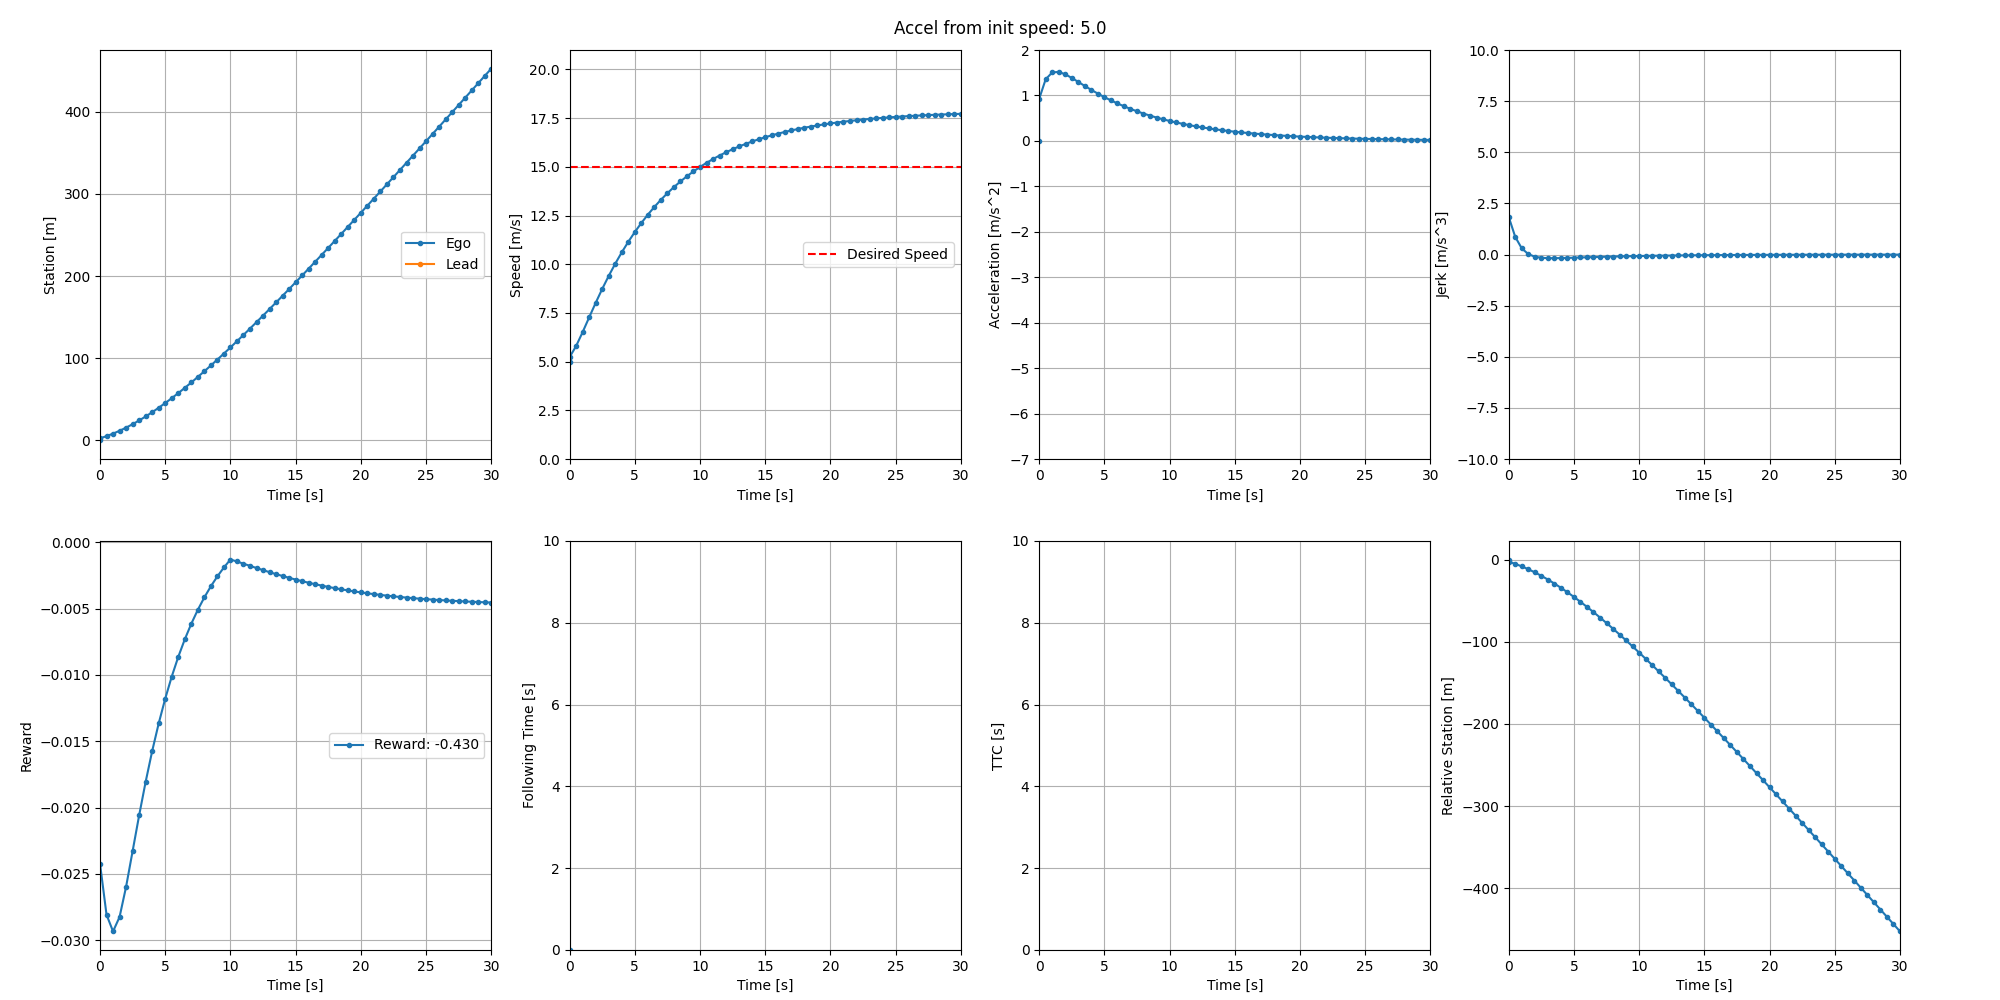 Accel from init speed: 5.0
Station [m]
400
300
200
100
0
Ego
Lead
0 5 10 15 20 25 30
Time [s]
Speed [m/s]
20.0
17.5
15.0
12.5
10.0
7.5
5.0
2.5
0.0
Desired Speed
0 5 10 15 20 25 30
Time [s]
Acceleration [m/s^2]
2
1
0
−1
−2
−3
−4
−5
−6
−7
0 5 10 15 20 25 30
Time [s]
Jerk [m/s^3]
10.0
7.5
5.0
2.5
0.0
−2.5
−5.0
−7.5
−10.0
0 5 10 15 20 25 30
Time [s]
Reward
0.000
−0.005
−0.010
−0.015
−0.020
−0.025
−0.030
Reward: -0.430
0 5 10 15 20 25 30
Time [s]
Following Time [s]
10
8
6
4
2
0
0 5 10 15 20 25 30
Time [s]
TTC [s]
10
8
6
4
2
0
0 5 10 15 20 25 30
Time [s]
Relative Station [m]
0
−100
−200
−300
−400
0 5 10 15 20 25 30
Time [s]